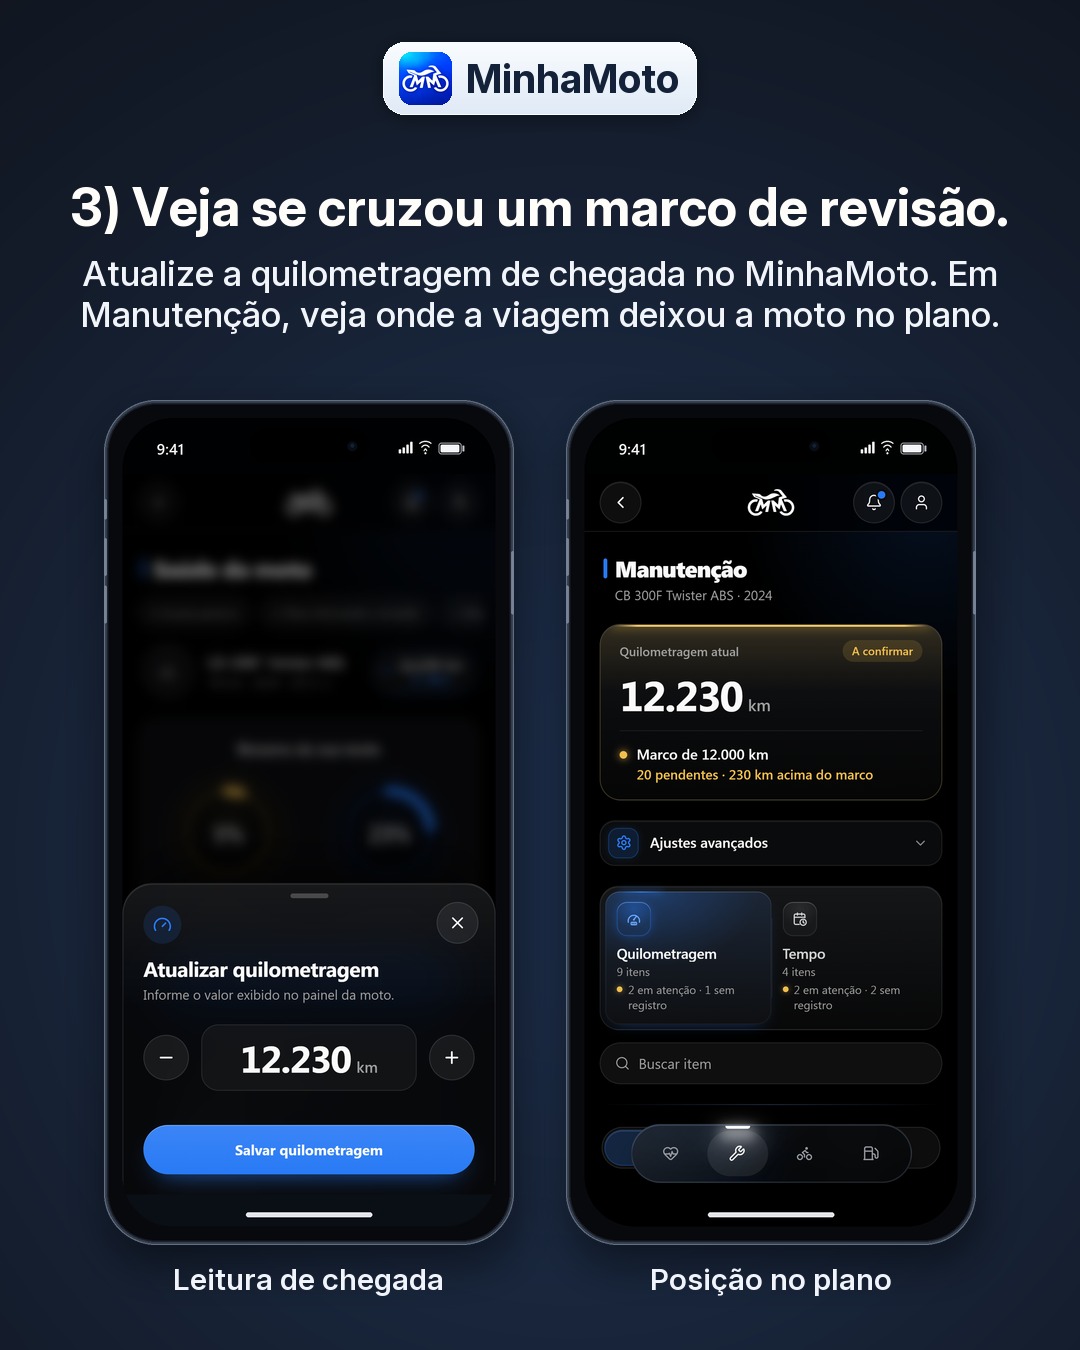 MinhaMoto
3) Veja se cruzou um marco de revisão.
Atualize a quilometragem de chegada no MinhaMoto. Em
Manutenção, veja onde a viagem deixou a moto no plano.
9:41
Saúde da moto
Atualizar quilometragem
Informe o valor exibido no painel da moto.
12.230 km
Salvar quilometragem
Leitura de chegada
9:41
Manutenção
CB 300F Twister ABS · 2024
Quilometragem atual
A confirmar
12.230 km
Marco de 12.000 km
20 pendentes · 230 km acima do marco
Ajustes avançados
Quilometragem
9 itens
2 em atenção · 1 sem
registro
Tempo
4 itens
2 em atenção · 2 sem
registro
Buscar item
Posição no plano